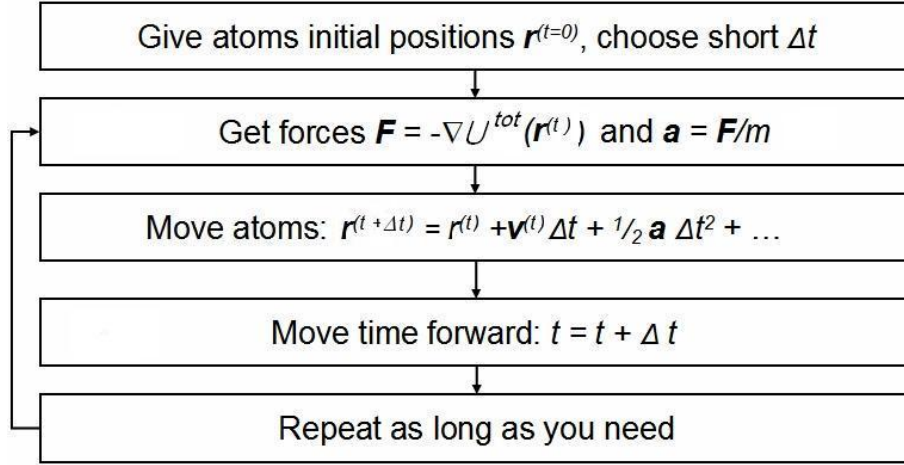 Give atoms initial positions r⁽ᵗ⁼⁰⁾, choose short Δt
Get forces F = -∇U ᵗᵒᵗ(r⁽ᵗ⁾) and a = F/m
Move atoms: r⁽ᵗ ⁺ Δᵗ⁾ = r⁽ᵗ⁾ +v⁽ᵗ⁾ Δt + ¹/₂ a Δt² + …
Move time forward: t = t + Δ t
Repeat as long as you need